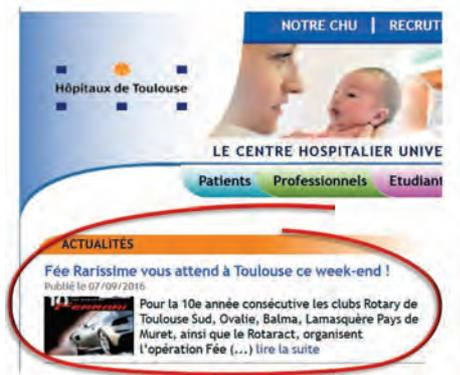 NOTRE CHU | RECRUT
Hôpitaux de Toulouse
LE CENTRE HOSPITALIER UNIVE
Patients Professionnels Etudiant
ACTUALITÉS
Fée Rarissime vous attend à Toulouse ce week-end !
Publié le 07/09/2016
Pour la 10e année consécutive les clubs Rotary de
Toulouse Sud, Ovalie, Balma, Lamasquère Pays de
Muret, ainsi que le Rotaract, organisent
l'opération Fée (...) lire la suite